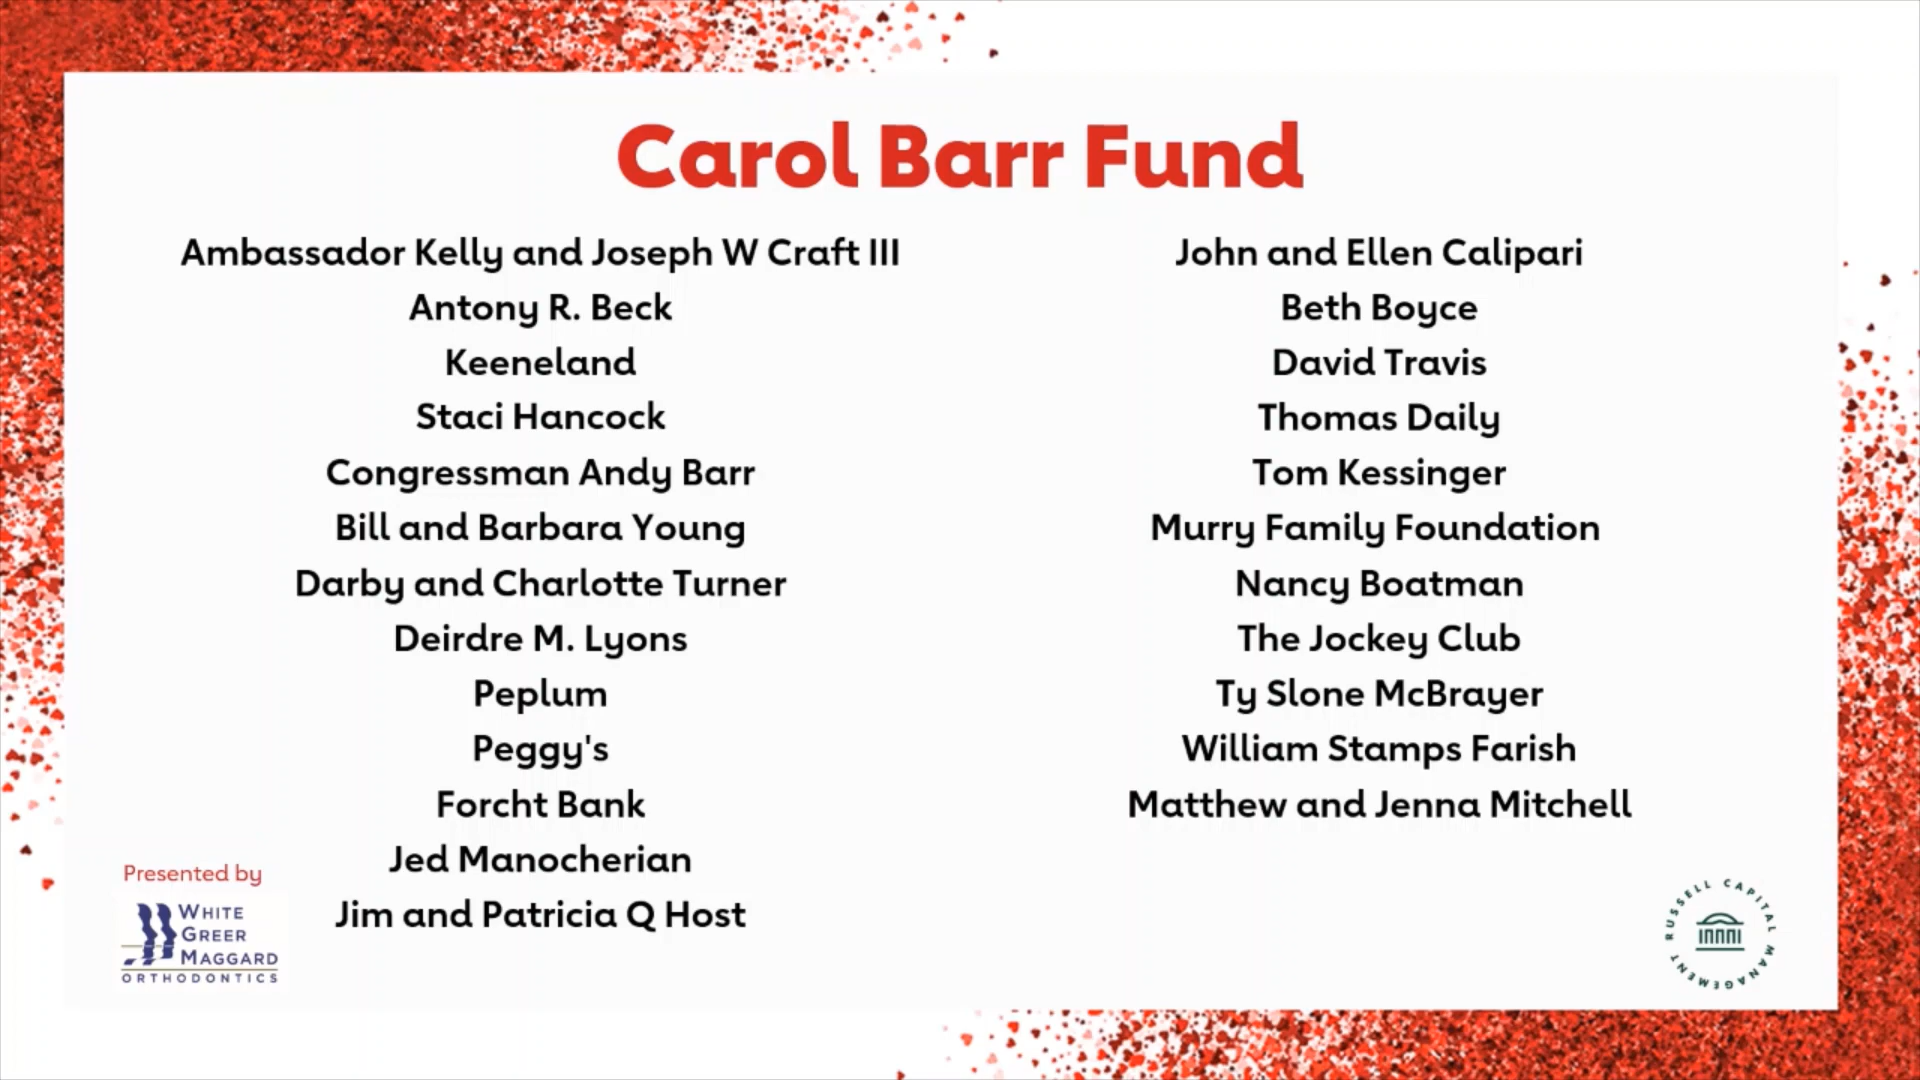 Carol Barr Fund
Ambassador Kelly and Joseph W Craft III
Antony R. Beck
Keeneland
Staci Hancock
Congressman Andy Barr
Bill and Barbara Young
Darby and Charlotte Turner
Deirdre M. Lyons
Peplum
Peggy's
Forcht Bank
Jed Manocherian
Jim and Patricia Q Host
John and Ellen Calipari
Beth Boyce
David Travis
Thomas Daily
Tom Kessinger
Murry Family Foundation
Nancy Boatman
The Jockey Club
Ty Slone McBrayer
William Stamps Farish
Matthew and Jenna Mitchell
Presented by
WHITE
GREER
MAGGARD
ORTHODONTICS
RUSSELL CAPITAL MANAGEMENT